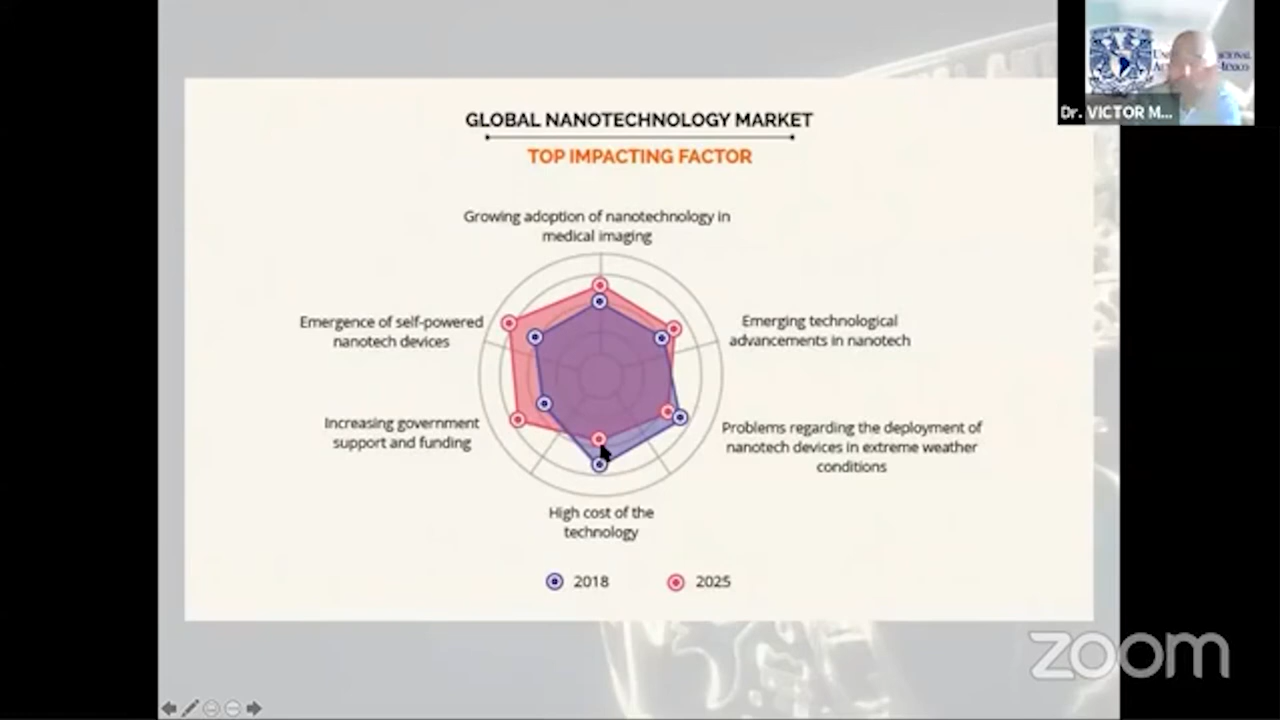 GLOBAL NANOTECHNOLOGY MARKET
TOP IMPACTING FACTOR
Growing adoption of nanotechnology in
medical imaging
Emergence of self-powered
nanotech devices
Emerging technological
advancements in nanotech
Increasing government
support and funding
Problems regarding the deployment of
nanotech devices in extreme weather
conditions
High cost of the
technology
2018
2025
Dr. VICTOR M...
zoom